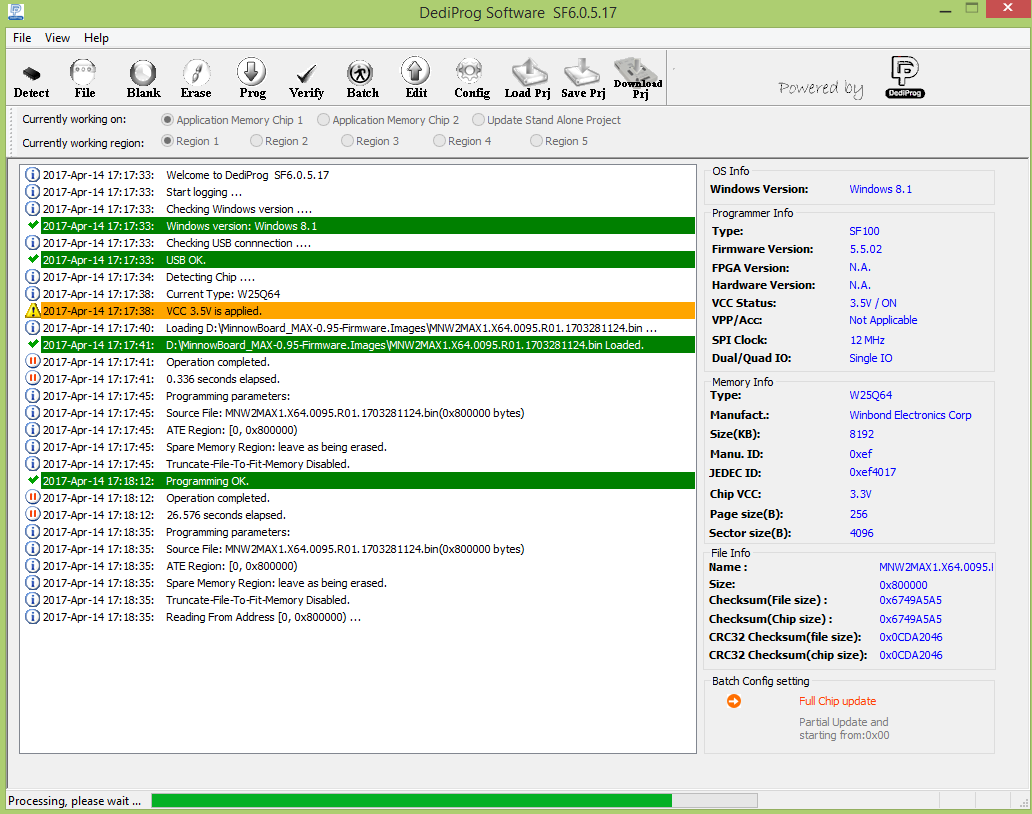 DediProg Software SF6.0.5.17
File View Help
Detect File Blank Erase Prog Verify Batch Edit Config Load Prj Save Prj Download Prj
Powered by DediProg
Currently working on: Application Memory Chip 1 Application Memory Chip 2 Update Stand Alone Project
Currently working region: Region 1 Region 2 Region 3 Region 4 Region 5
2017-Apr-14 17:17:33: Welcome to DediProg SF6.0.5.17
2017-Apr-14 17:17:33: Start logging ...
2017-Apr-14 17:17:33: Checking Windows version ....
2017-Apr-14 17:17:33: Windows version: Windows 8.1
2017-Apr-14 17:17:33: Checking USB connnection ....
2017-Apr-14 17:17:33: USB OK.
2017-Apr-14 17:17:34: Detecting Chip ....
2017-Apr-14 17:17:38: Current Type: W25Q64
2017-Apr-14 17:17:38: VCC 3.5V is applied.
2017-Apr-14 17:17:40: Loading D:\MinnowBoard_MAX-0.95-Firmware.Images\MNW2MAX1.X64.0095.R01.1703281124.bin ...
2017-Apr-14 17:17:41: D:\MinnowBoard_MAX-0.95-Firmware.Images\MNW2MAX1.X64.0095.R01.1703281124.bin Loaded.
2017-Apr-14 17:17:41: Operation completed.
2017-Apr-14 17:17:41: 0.336 seconds elapsed.
2017-Apr-14 17:17:45: Programming parameters:
2017-Apr-14 17:17:45: Source File: MNW2MAX1.X64.0095.R01.1703281124.bin(0x800000 bytes)
2017-Apr-14 17:17:45: ATE Region: [0, 0x800000)
2017-Apr-14 17:17:45: Spare Memory Region: leave as being erased.
2017-Apr-14 17:17:45: Truncate-File-To-Fit-Memory Disabled.
2017-Apr-14 17:18:12: Programming OK.
2017-Apr-14 17:18:12: Operation completed.
2017-Apr-14 17:18:12: 26.576 seconds elapsed.
2017-Apr-14 17:18:35: Programming parameters:
2017-Apr-14 17:18:35: Source File: MNW2MAX1.X64.0095.R01.1703281124.bin(0x800000 bytes)
2017-Apr-14 17:18:35: ATE Region: [0, 0x800000)
2017-Apr-14 17:18:35: Spare Memory Region: leave as being erased.
2017-Apr-14 17:18:35: Truncate-File-To-Fit-Memory Disabled.
2017-Apr-14 17:18:35: Reading From Address [0, 0x800000) ...
OS Info
Windows Version: Windows 8.1
Programmer Info
Type: SF100
Firmware Version: 5.5.02
FPGA Version: N.A.
Hardware Version: N.A.
VCC Status: 3.5V / ON
VPP/Acc: Not Applicable
SPI Clock: 12 MHz
Dual/Quad IO: Single IO
Memory Info
Type: W25Q64
Manufact.: Winbond Electronics Corp
Size(KB): 8192
Manu. ID: 0xef
JEDEC ID: 0xef4017
Chip VCC: 3.3V
Page size(B): 256
Sector size(B): 4096
File Info
Name : MNW2MAX1.X64.0095.
Size: 0x800000
Checksum(File size) : 0x6749A5A5
Checksum(Chip size) : 0x6749A5A5
CRC32 Checksum(file size): 0x0CDA2046
CRC32 Checksum(chip size): 0x0CDA2046
Batch Config setting
Full Chip update
Partial Update and
starting from:0x00
Processing, please wait ...